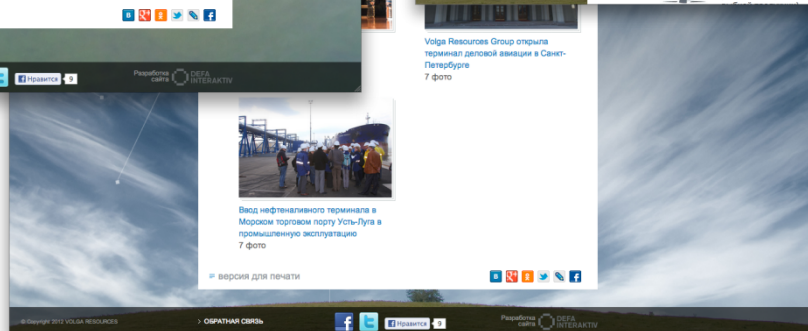 Нравится 9
Разработка
сайта
DEFA
INTERAKTIV
Volga Resources Group открыла
терминал деловой авиации в Санкт-
Петербурге
7 фото
Ввод нефтеналивного терминала в
Морском торговом порту Усть-Луга в
промышленную эксплуатацию
7 фото
версия для печати
© Copyright 2012 VOLGA RESOURCES
ОБРАТНАЯ СВЯЗЬ
Нравится 9
Разработка
сайта
DEFA
INTERAKTIV